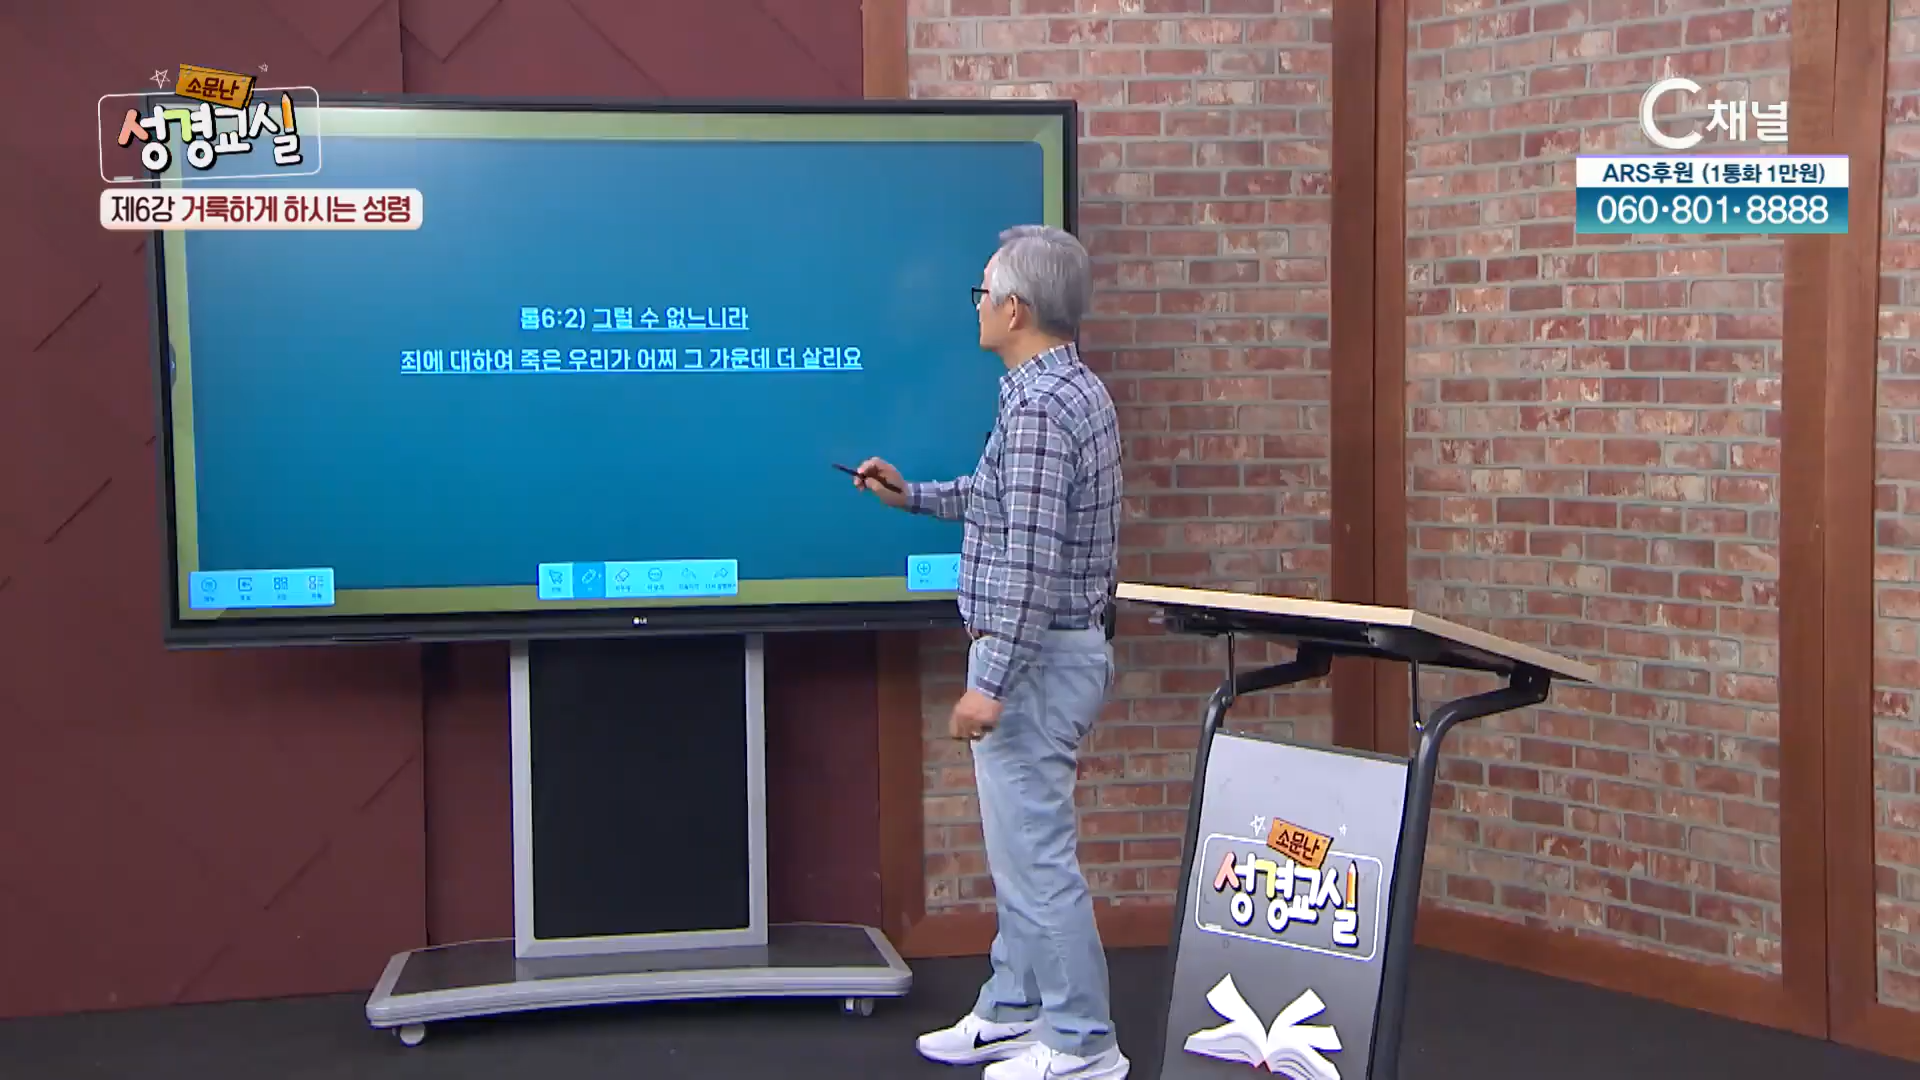 소문난
성경교실
제6강 거룩하게 하시는 성령
C채널
ARS후원 (1통화 1만원)
060·801·8888
롬6:2) 그럴 수 없느니라
죄에 대하여 죽은 우리가 어찌 그 가운데 더 살리요
LG
소문난
성경교실